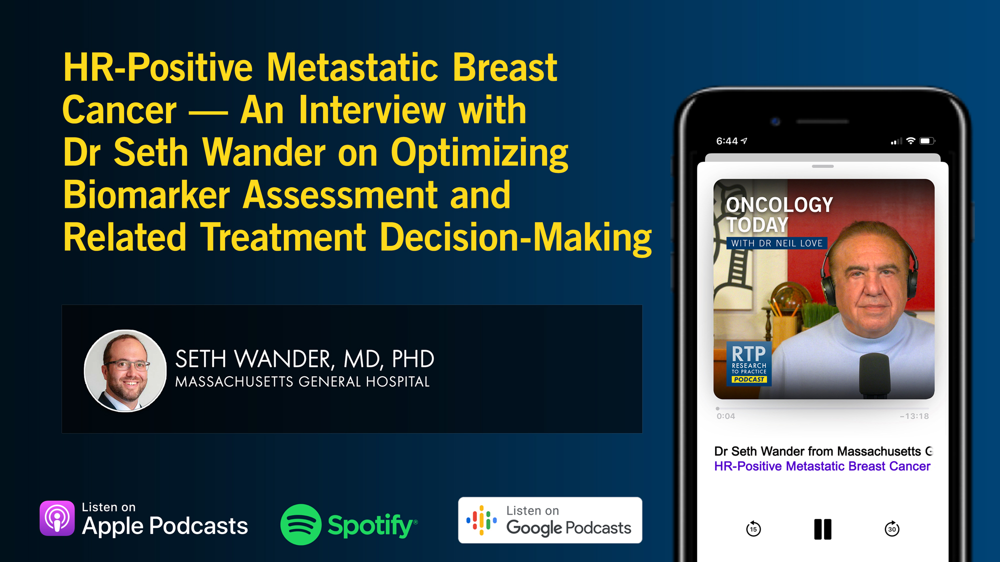 HR-Positive Metastatic Breast
Cancer — An Interview with
Dr Seth Wander on Optimizing
Biomarker Assessment and
Related Treatment Decision-Making
SETH WANDER, MD, PHD
MASSACHUSETTS GENERAL HOSPITAL
Listen on
Apple Podcasts
Spotify®
Listen on
Google Podcasts
6:44
ONCOLOGY
TODAY
WITH DR NEIL LOVE
RTP
RESEARCH
TO PRACTICE
PODCAST
0:04
−13:18
Dr Seth Wander from Massachusetts G
HR-Positive Metastatic Breast Cancer
15
30